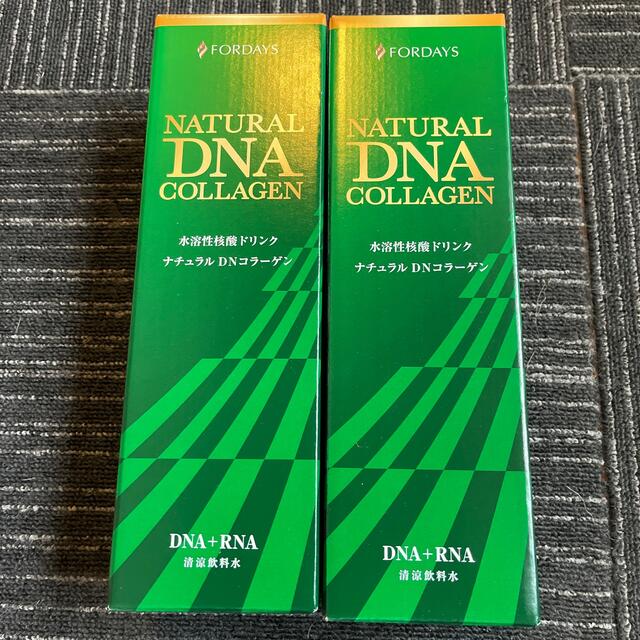 FORDAYS
NATURAL
DNA
COLLAGEN
水溶性核酸ドリンク
ナチュラル DNコラーゲン
DNA+RNA
清涼飲料水
FORDAYS
NATURAL
DNA
COLLAGEN
水溶性核酸ドリンク
ナチュラル DNコラーゲン
DNA+RNA
清涼飲料水